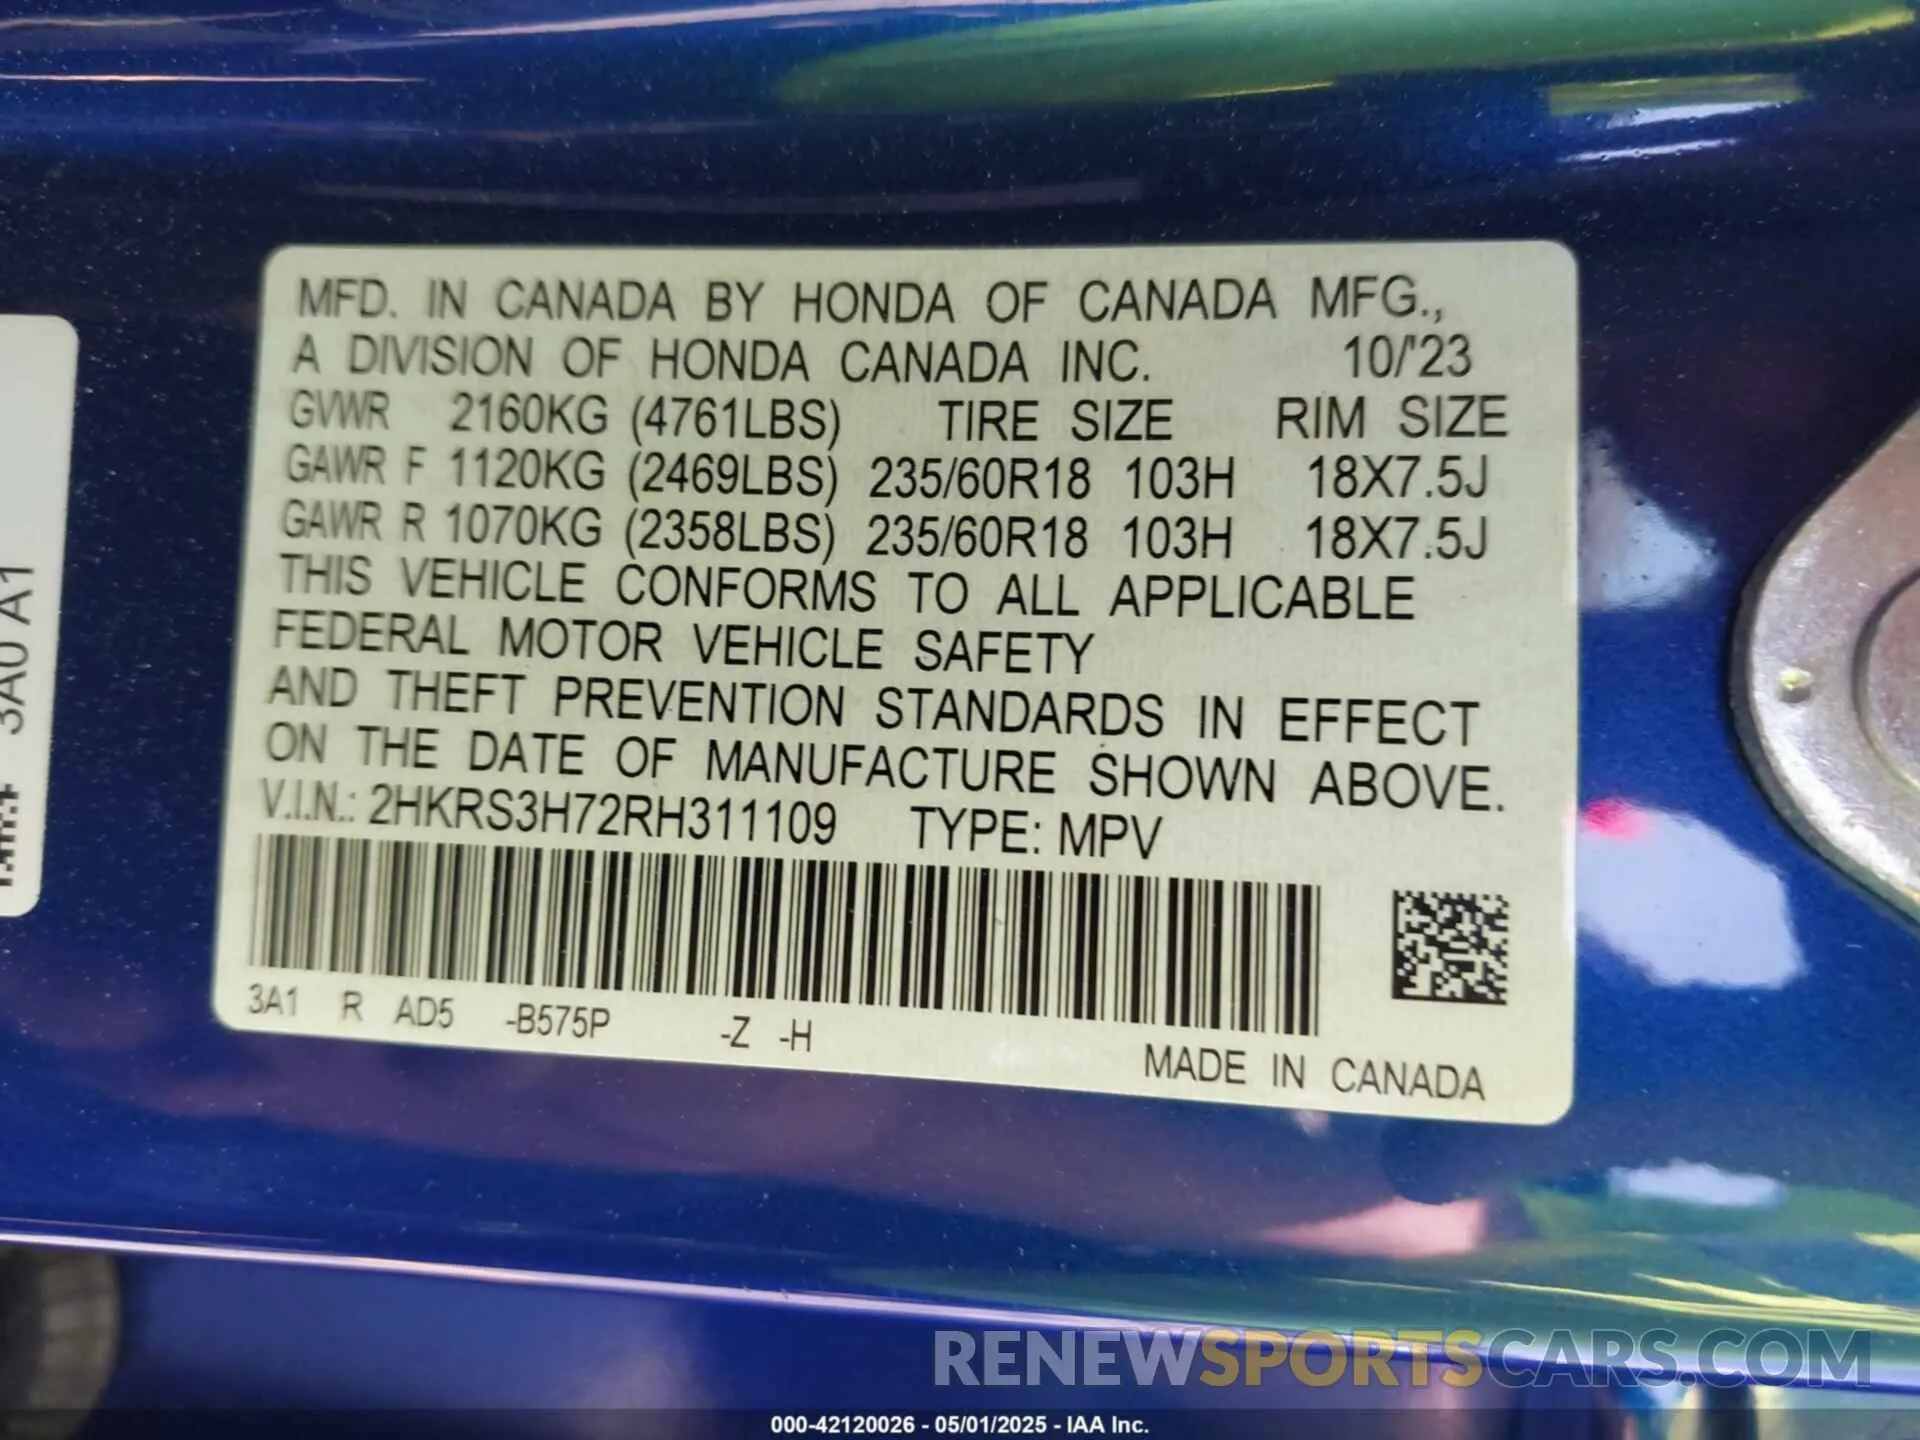 MFD. IN CANADA BY HONDA OF CANADA MFG.,
A DIVISION OF HONDA CANADA INC. 10/'23
GVWR 2160KG (4761LBS) TIRE SIZE RIM SIZE
GAWR F 1120KG (2469LBS) 235/60R18 103H 18X7.5J
GAWR R 1070KG (2358LBS) 235/60R18 103H 18X7.5J
THIS VEHICLE CONFORMS TO ALL APPLICABLE
FEDERAL MOTOR VEHICLE SAFETY
AND THEFT PREVENTION STANDARDS IN EFFECT
ON THE DATE OF MANUFACTURE SHOWN ABOVE.
V.I.N.: 2HKRS3H72RH311109 TYPE: MPV
3A1 R AD5 -B575P -Z -H
MADE IN CANADA
3A0 A1
RENEWSPORTSCARS.COM
000-42120026 - 05/01/2025 - IAA Inc.